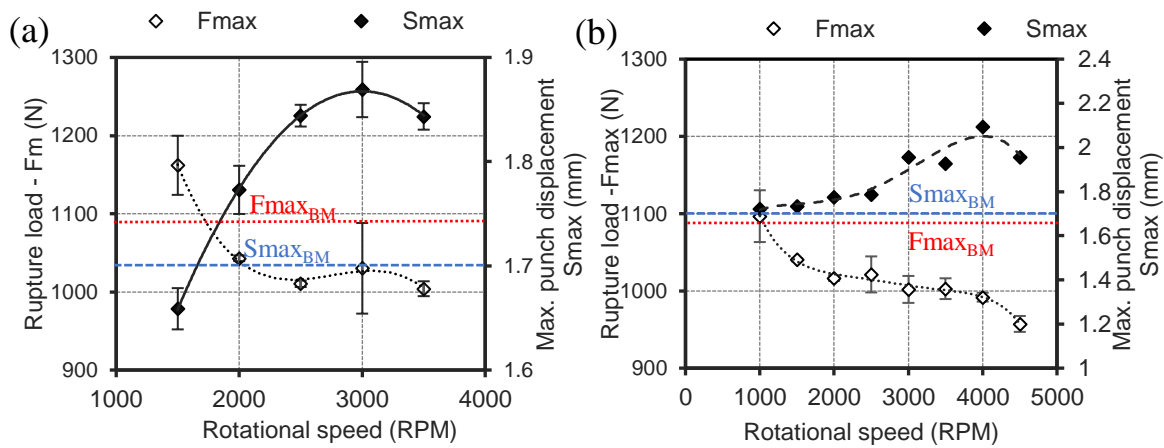 (a)
Fmax Smax
Rupture load - Fm (N)
1300
1200
1100
1000
900
1000 2000 3000 4000
Rotational speed (RPM)
1.9
1.8
1.7
1.6
Max. punch displacement
Smax (mm)
FmaxBM
SmaxBM
(b)
Fmax Smax
Rupture load -Fmax (N)
1300
1200
1100
1000
900
0 1000 2000 3000 4000 5000
Rotational speed (RPM)
2.4
2.2
2
1.8
1.6
1.4
1.2
1
Max. punch displacement
Smax (mm)
SmaxBM
FmaxBM